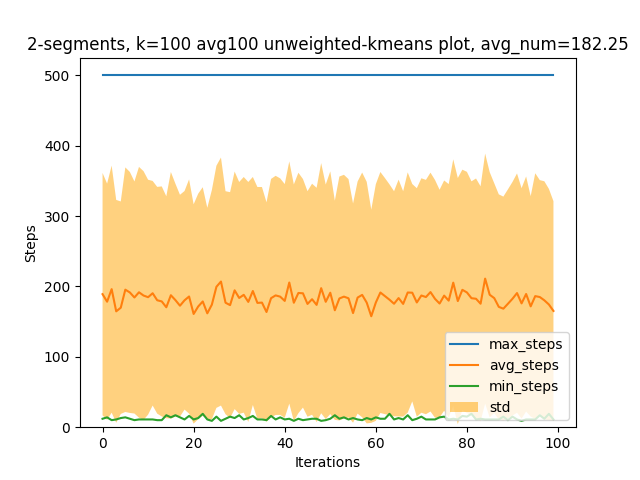 2-segments, k=100 avg100 unweighted-kmeans plot, avg_num=182.25
500
400
300
200
100
0
Steps
max_steps
avg_steps
min_steps
std
0 20 40 60 80 100
Iterations